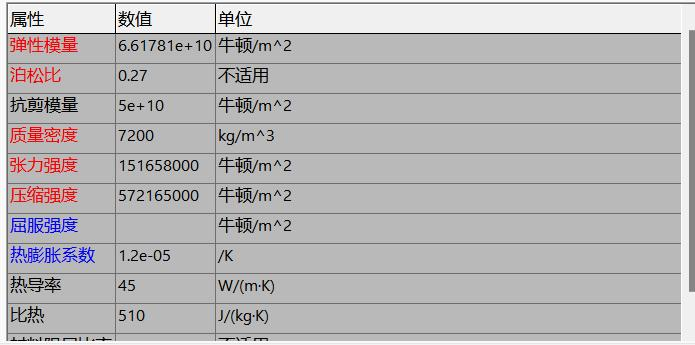 属性 数值 单位
弹性模量 6.61781e+10 牛顿/m^2
泊松比 0.27 不适用
抗剪模量 5e+10 牛顿/m^2
质量密度 7200 kg/m^3
张力强度 151658000 牛顿/m^2
压缩强度 572165000 牛顿/m^2
屈服强度 牛顿/m^2
热膨胀系数 1.2e-05 /K
热导率 45 W/(m·K)
比热 510 J/(kg·K)
不适用